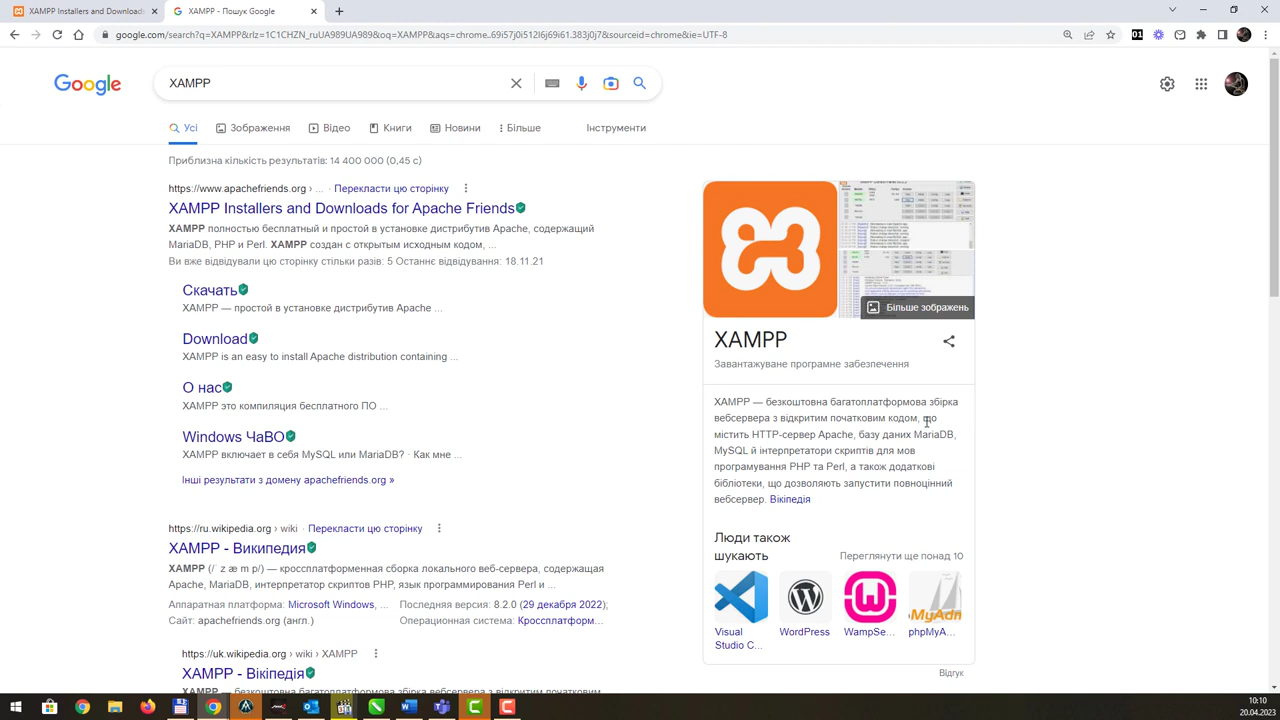 XAMPP Installers and Download
XAMPP - Пошук Google
google.com/search?q=XAMPP&rlz=1C1CHZN_ruUA989UA989&oq=XAMPP&aqs=chrome..69i57j0i512l6j69i61.383j0j7&sourceid=chrome&ie=UTF-8
01
Google
XAMPP
Усі
Зображення
Відео
Книги
Новини
Більше
Інструменти
Приблизна кількість результатів: 14 400 000 (0,45 с)
https://www.apachefriends.org › ... · Перекласти цю сторінку
XAMPP Installers and Downloads for Apache Friends
XAMPP полностью бесплатный и простой в установке дистрибутив Apache, содержащий
MariaDB, PHP и Perl. XAMPP создан с открытым исходным кодом, ...
Ви вже відвідували цю сторінку стільки разів: 5 Останнє відвідування: 18.11.21
Скачать
XAMPP — простой в установке дистрибутив Apache ...
Download
XAMPP is an easy to install Apache distribution containing ...
О нас
XAMPP это компиляция бесплатного ПО ...
Windows ЧаВО
XAMPP включает в себя MySQL или MariaDB? · Как мне ...
Інші результати з домену apachefriends.org »
https://ru.wikipedia.org › wiki · Перекласти цю сторінку
XAMPP - Википедия
XAMPP (/ˈ z æ m p/) — кроссплатформенная сборка локального веб-сервера, содержащая
Apache, MariaDB, интерпретатор скриптов PHP, язык программирования Perl и ...
Аппаратная платформа: Microsoft Windows, ...
Последняя версия: 8.2.0 (29 декабря 2022);
Сайт: apachefriends.org (англ.)
Операционная система: Кроссплатформ...
https://uk.wikipedia.org › wiki › XAMPP
XAMPP - Вікіпедія
XAMPP — безкоштовна багатоплатформова збірка вебсервера з відкритим початковим
Більше зображень
XAMPP
Завантажуване програмне забезпечення
XAMPP — безкоштовна багатоплатформова збірка
вебсервера з відкритим початковим кодом, що
містить HTTP-сервер Apache, базу даних MariaDB,
MySQL й інтерпретатори скриптів для мов
програмування PHP та Perl, а також додаткові
бібліотеки, що дозволяють запустити повноцінний
вебсервер. Вікіпедія
Люди також
шукають
Переглянути ще понад 10
Visual
Studio C...
WordPress
WampSe...
phpMyA...
Відгук
10:10
20.04.2023